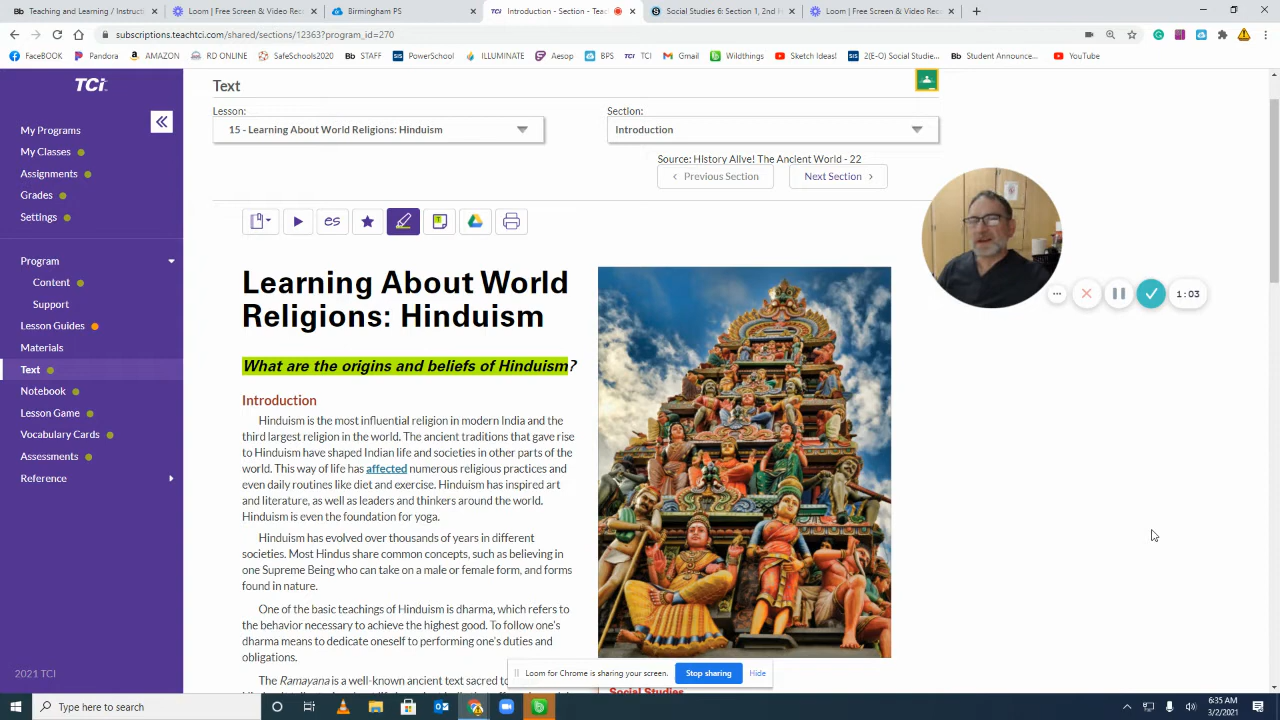 Bb Teaching and Learning / Instruct
Loom | Free Screen & Video Rec
Birmingham PS
Introduction - Section - Tea
Social Studies 6: Section 1, 2nd H
Loom | Free Screen & Video Rec
subscriptions.teachtci.com/rd/shared/sections/12363?program_id=270
FaceBOOK
Pandora
AMAZON
RD ONLINE
SafeSchools2020
Bb STAFF
SIS PowerSchool
ILLUMINATE
Aesop
BPS
TCI TCI
Gmail
Wildthings
Sketch Ideas!
SIS 2(E-O) Social Studie...
Bb Student Announce...
YouTube
TCi
My Programs
My Classes
Assignments
Grades
Settings
Program
Content
Support
Lesson Guides
Materials
Text
Notebook
Lesson Game
Vocabulary Cards
Assessments
Reference
2021 TCI
Text
Lesson:
15 - Learning About World Religions: Hinduism
Section:
Introduction
Source: History Alive! The Ancient World - 22
Previous Section
Next Section
es
Learning About World
Religions: Hinduism
What are the origins and beliefs of Hinduism?
Introduction
Hinduism is the most influential religion in modern India and the
third largest religion in the world. The ancient traditions that gave rise
to Hinduism have shaped Indian life and societies in other parts of the
world. This way of life has affected numerous religious practices and
even daily routines like diet and exercise. Hinduism has inspired art
and literature, as well as leaders and thinkers around the world.
Hinduism is even the foundation for yoga.
Hinduism has evolved over thousands of years in different
societies. Most Hindus share common concepts, such as believing in
one Supreme Being who can take on a male or female form, and forms
found in nature.
One of the basic teachings of Hinduism is dharma, which refers to
the behavior necessary to achieve the highest good. To follow one's
dharma means to dedicate oneself to performing one's duties and
obligations.
The Ramayana is a well-known ancient text sacred to
Social Studies
1:03
Loom for Chrome is sharing your screen.
Stop sharing
Hide
Type here to search
6:35 AM
3/2/2021